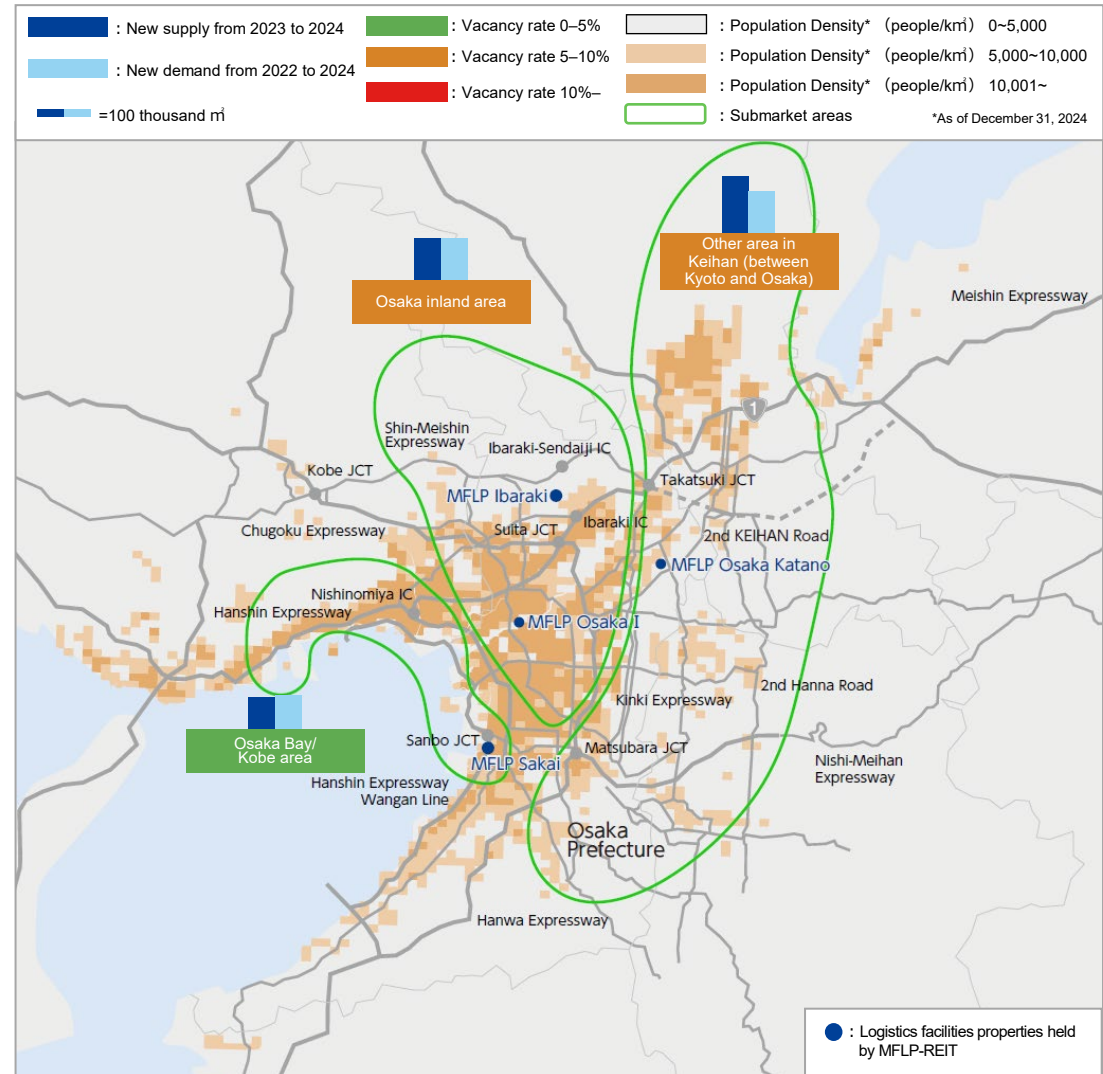 : New supply from 2023 to 2024
: New demand from 2022 to 2024
=100 thousand ㎡
: Vacancy rate 0–5%
: Vacancy rate 5–10%
: Vacancy rate 10%–
: Population Density* （people/k㎡） 0~5,000
: Population Density* （people/k㎡） 5,000~10,000
: Population Density* （people/k㎡） 10,001~
: Submarket areas
*As of December 31, 2024
Other area in
Keihan (between
Kyoto and Osaka)
Osaka inland area
Meishin Expressway
1
Shin-Meishin
Expressway
Ibaraki-Sendaiji IC
Kobe JCT
Takatsuki JCT
MFLP Ibaraki
Chugoku Expressway
Suita JCT
Ibaraki IC
2nd KEIHAN Road
MFLP Osaka Katano
Nishinomiya IC
Hanshin Expressway
MFLP Osaka I
2nd Hanna Road
Kinki Expressway
Osaka Bay/
Kobe area
Sanbo JCT
Matsubara JCT
MFLP Sakai
Nishi-Meihan
Expressway
Hanshin Expressway
Wangan Line
Osaka
Prefecture
Hanwa Expressway
: Logistics facilities properties held
by MFLP-REIT